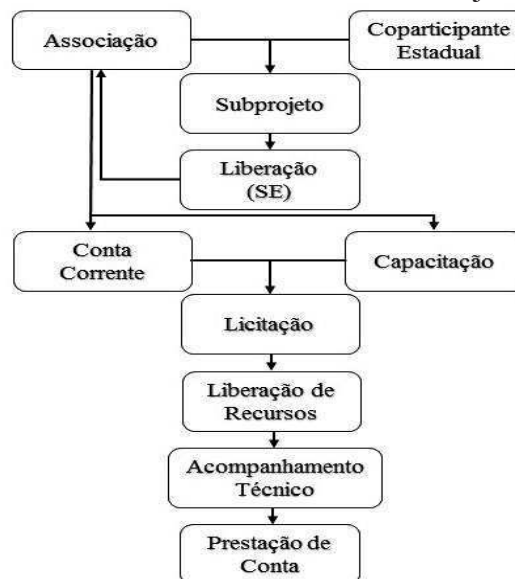 Associação
Coparticipante
Estadual
Subprojeto
Liberação
(SE)
Conta
Corrente
Capacitação
Licitação
Liberação de
Recursos
Acompanhamento
Técnico
Prestação de
Conta